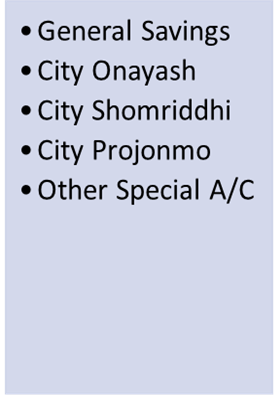 • General Savings
• City Onayash
• City Shomriddhi
• City Projonmo
• Other Special A/C